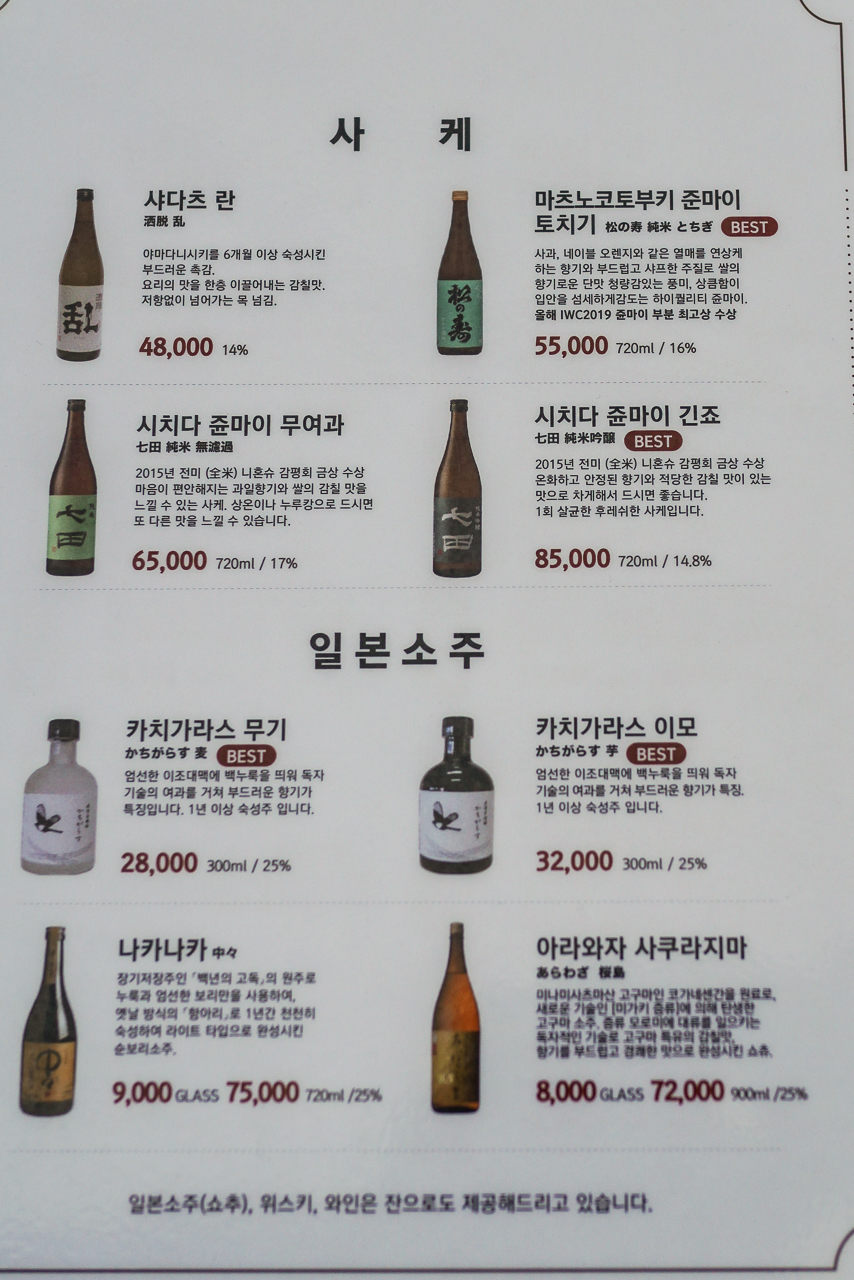 사 케
샤다츠 란
洒脱 乱
야마다니시키를 6개월 이상 숙성시킨
부드러운 촉감.
요리의 맛을 한층 이끌어내는 감칠맛.
저항없이 넘어가는 목 넘김.
48,000 14%
마츠노코토부키 준마이
토치기 松の寿 純米 とちぎ BEST
사과, 네이블 오렌지와 같은 열매를 연상케
하는 향기와 부드럽고 샤프한 주질로 쌀의
향기로운 단맛 청량감있는 풍미, 상큼함이
입안을 섬세하게감도는 하이퀄리티 쥰마이.
올해 IWC2019 쥰마이 부분 최고상 수상
55,000 720ml / 16%
시치다 쥰마이 무여과
七田 純米 無濾過
2015년 전미 (全米) 니혼슈 감평회 금상 수상
마음이 편안해지는 과일향기와 쌀의 감칠 맛을
느낄 수 있는 사케. 상온이나 누루캉으로 드시면
또 다른 맛을 느낄 수 있습니다.
65,000 720ml / 17%
시치다 쥰마이 긴죠
七田 純米吟醸 BEST
2015년 전미 (全米) 니혼슈 감평회 금상 수상
온화하고 안정된 향기와 적당한 감칠 맛이 있는
맛으로 차게해서 드시면 좋습니다.
1회 살균한 후레쉬한 사케입니다.
85,000 720ml / 14.8%
일본소주
카치가라스 무기
かちがらす 麦 BEST
엄선한 이조대맥에 백누룩을 띄워 독자
기술의 여과를 거쳐 부드러운 향기가
특징입니다. 1년 이상 숙성주 입니다.
28,000 300ml / 25%
카치가라스 이모
かちがらす 芋 BEST
엄선한 이조대맥에 백누룩을 띄워 독자
기술의 여과를 거쳐 부드러운 향기가 특징.
1년 이상 숙성주 입니다.
32,000 300ml / 25%
나카나카 中々
장기저장주인 「백년의 고독」의 원주로
누룩과 엄선한 보리만을 사용하여,
옛날 방식의 「항아리」로 1년간 천천히
숙성하여 라이트 타입으로 완성시킨
순보리소주.
9,000 GLASS 75,000 720ml /25%
아라와자 사쿠라지마
あらわざ 桜島
미나미사츠마산 고구마인 코가네센간을 원료로,
새로운 기술인 [미가키 증류]에 의해 탄생한
고구마 소주. 증류 모로미에 대류를 일으키는
독자적인 기술로 고구마 특유의 감칠맛,
향기를 부드럽고 경쾌한 맛으로 완성시킨 쇼츄.
8,000 GLASS 72,000 900ml /25%
일본소주(쇼추), 위스키, 와인은 잔으로도 제공해드리고 있습니다.
乱
松の寿
七田
七田